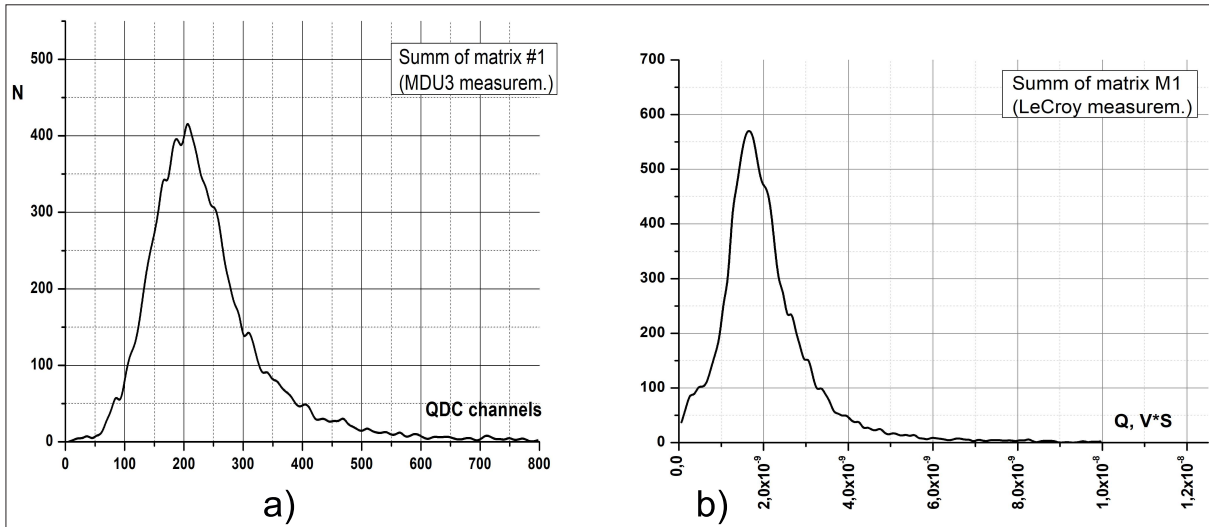 Summ of matrix #1
(MDU3 measurem.)
N
500
400
300
200
100
0
QDC channels
0 100 200 300 400 500 600 700 800
a)
Summ of matrix M1
(LeCroy measurem.)
700
600
500
400
300
200
100
0
Q, V*S
0,0 2,0x10⁻⁹ 4,0x10⁻⁹ 6,0x10⁻⁹ 8,0x10⁻⁹ 1,0x10⁻⁸ 1,2x10⁻⁸
b)